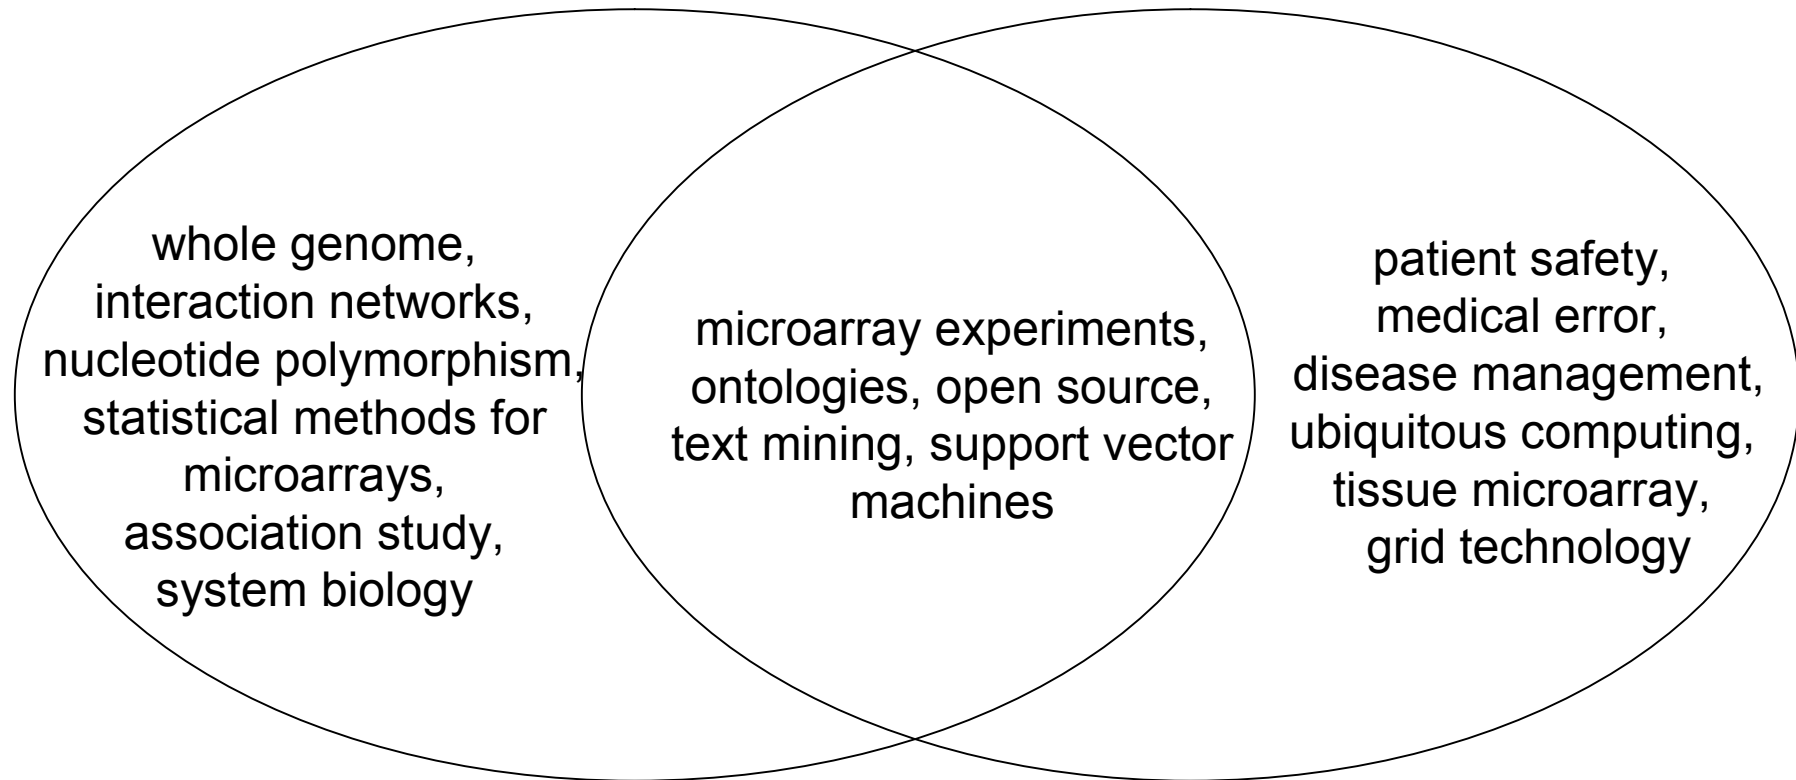 whole genome,
interaction networks,
nucleotide polymorphism,
statistical methods for
microarrays,
association study,
system biology
microarray experiments,
ontologies, open source,
text mining, support vector
machines
patient safety,
medical error,
disease management,
ubiquitous computing,
tissue microarray,
grid technology